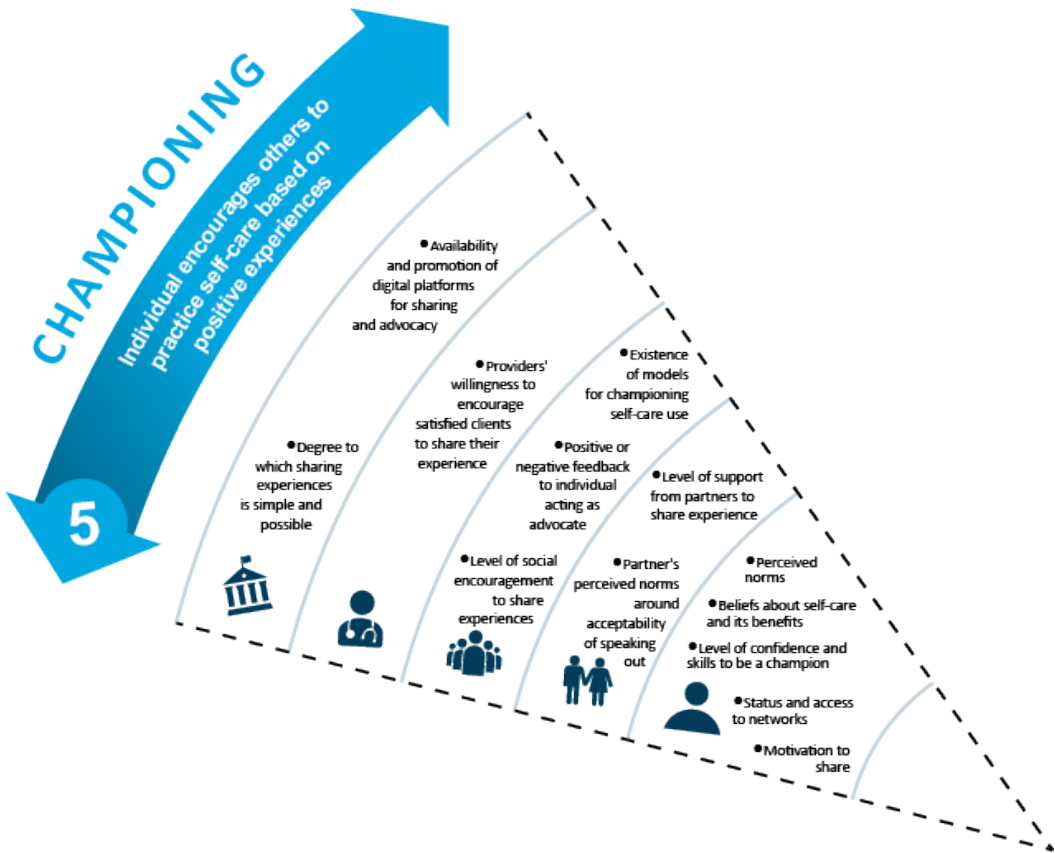 CHAMPIONING
Individual encourages others to
practice self-care based on
positive experiences
5
•Availability
and promotion of
digital platforms
for sharing
and advocacy
•Degree to
which sharing
experiences
is simple and
possible
•Providers'
willingness to
encourage
satisfied clients
to share their
experience
•Existence
of models
for championing
self-care use
•Positive or
negative feedback
to individual
acting as
advocate
•Level of social
encouragement
to share
experiences
•Level of support
from partners to
share experience
•Partner's
perceived norms
around
acceptability
of speaking
out
•Perceived
norms
•Beliefs about self-care
and its benefits
•Level of confidence and
skills to be a champion
•Status and access
to networks
•Motivation to
share